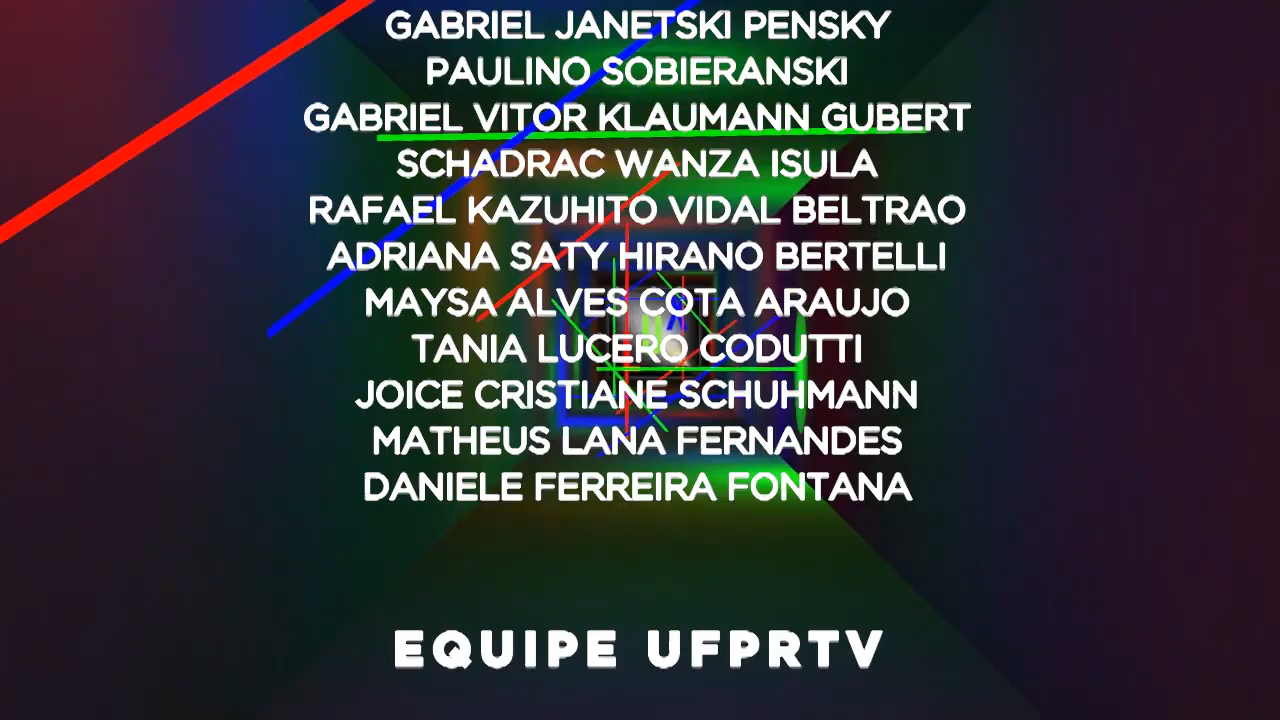 GABRIEL JANETSKI PENSKY
PAULINO SOBIERANSKI
GABRIEL VITOR KLAUMANN GUBERT
SCHADRAC WANZA ISULA
RAFAEL KAZUHITO VIDAL BELTRAO
ADRIANA SATY HIRANO BERTELLI
MAYSA ALVES COTA ARAUJO
TANIA LUCERO CODUTTI
JOICE CRISTIANE SCHUHMANN
MATHEUS LANA FERNANDES
DANIELE FERREIRA FONTANA
EQUIPE UFPRTV